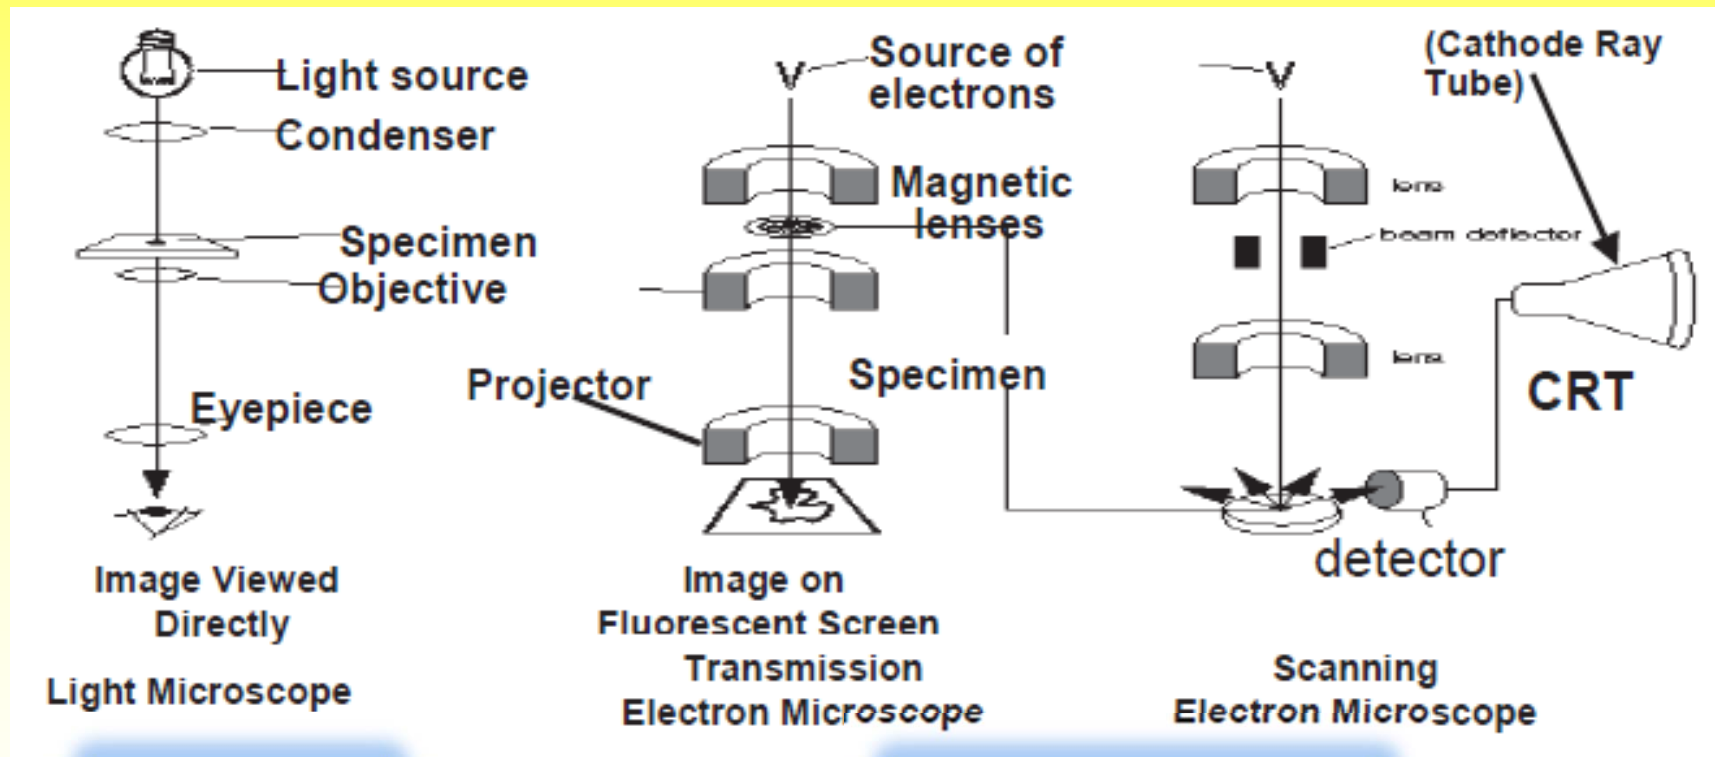 Light source
Condenser
Specimen
Objective
Eyepiece
Image Viewed
Directly
Light Microscope
Source of
electrons
Magnetic
lenses
Projector
Specimen
Image on
Fluorescent Screen
Transmission
Electron Microscope
(Cathode Ray
Tube)
lens
beam deflector
lens
CRT
detector
Scanning
Electron Microscope